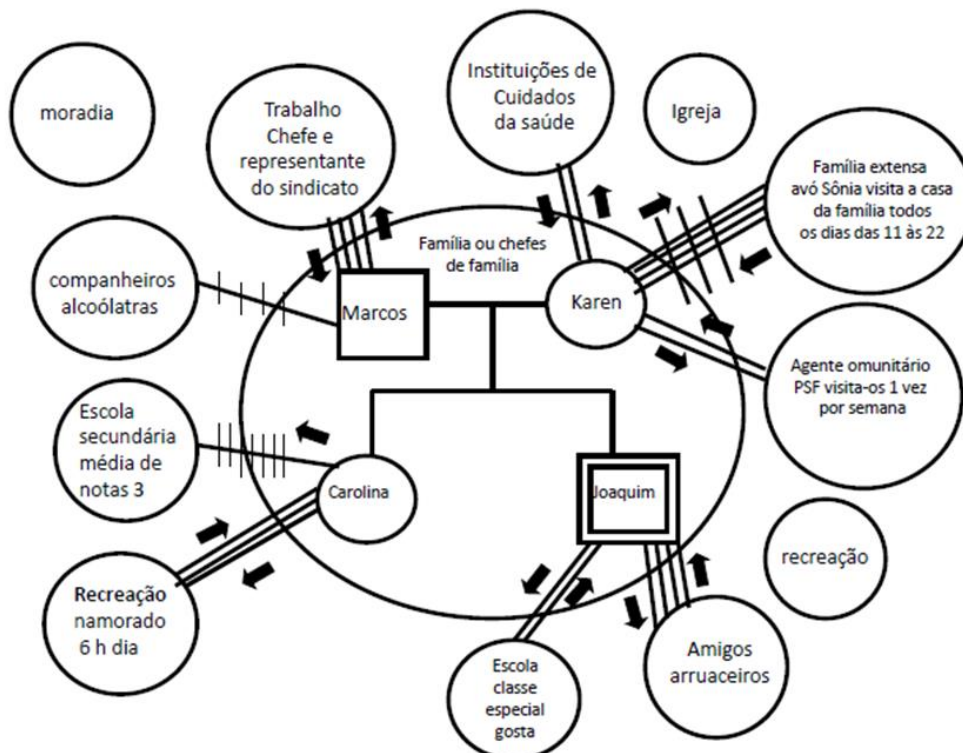 moradia
Trabalho
Chefe e
representante
do sindicato
Instituições de
Cuidados
da saúde
Igreja
Família extensa
avó Sônia visita a casa
da família todos
os dias das 11 às 22
companheiros
alcoólatras
Família ou chefes
de família
Marcos
Karen
Agente omunitário
PSF visita-os 1 vez
por semana
Escola
secundária
média de
notas 3
Carolina
Joaquim
recreação
Recreação
namorado
6 h dia
Escola
classe
especial
gosta
Amigos
arruaceiros